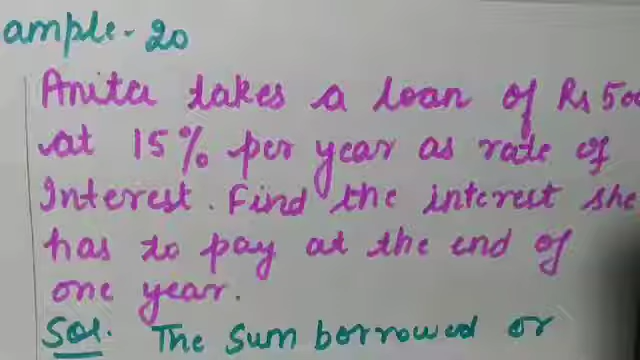 ample-20
Anita takes a loan of Rs 500
at 15% per year as rate of
Interest. Find the interest she
has to pay at the end of
one year.
Sol. The sum borrowed or